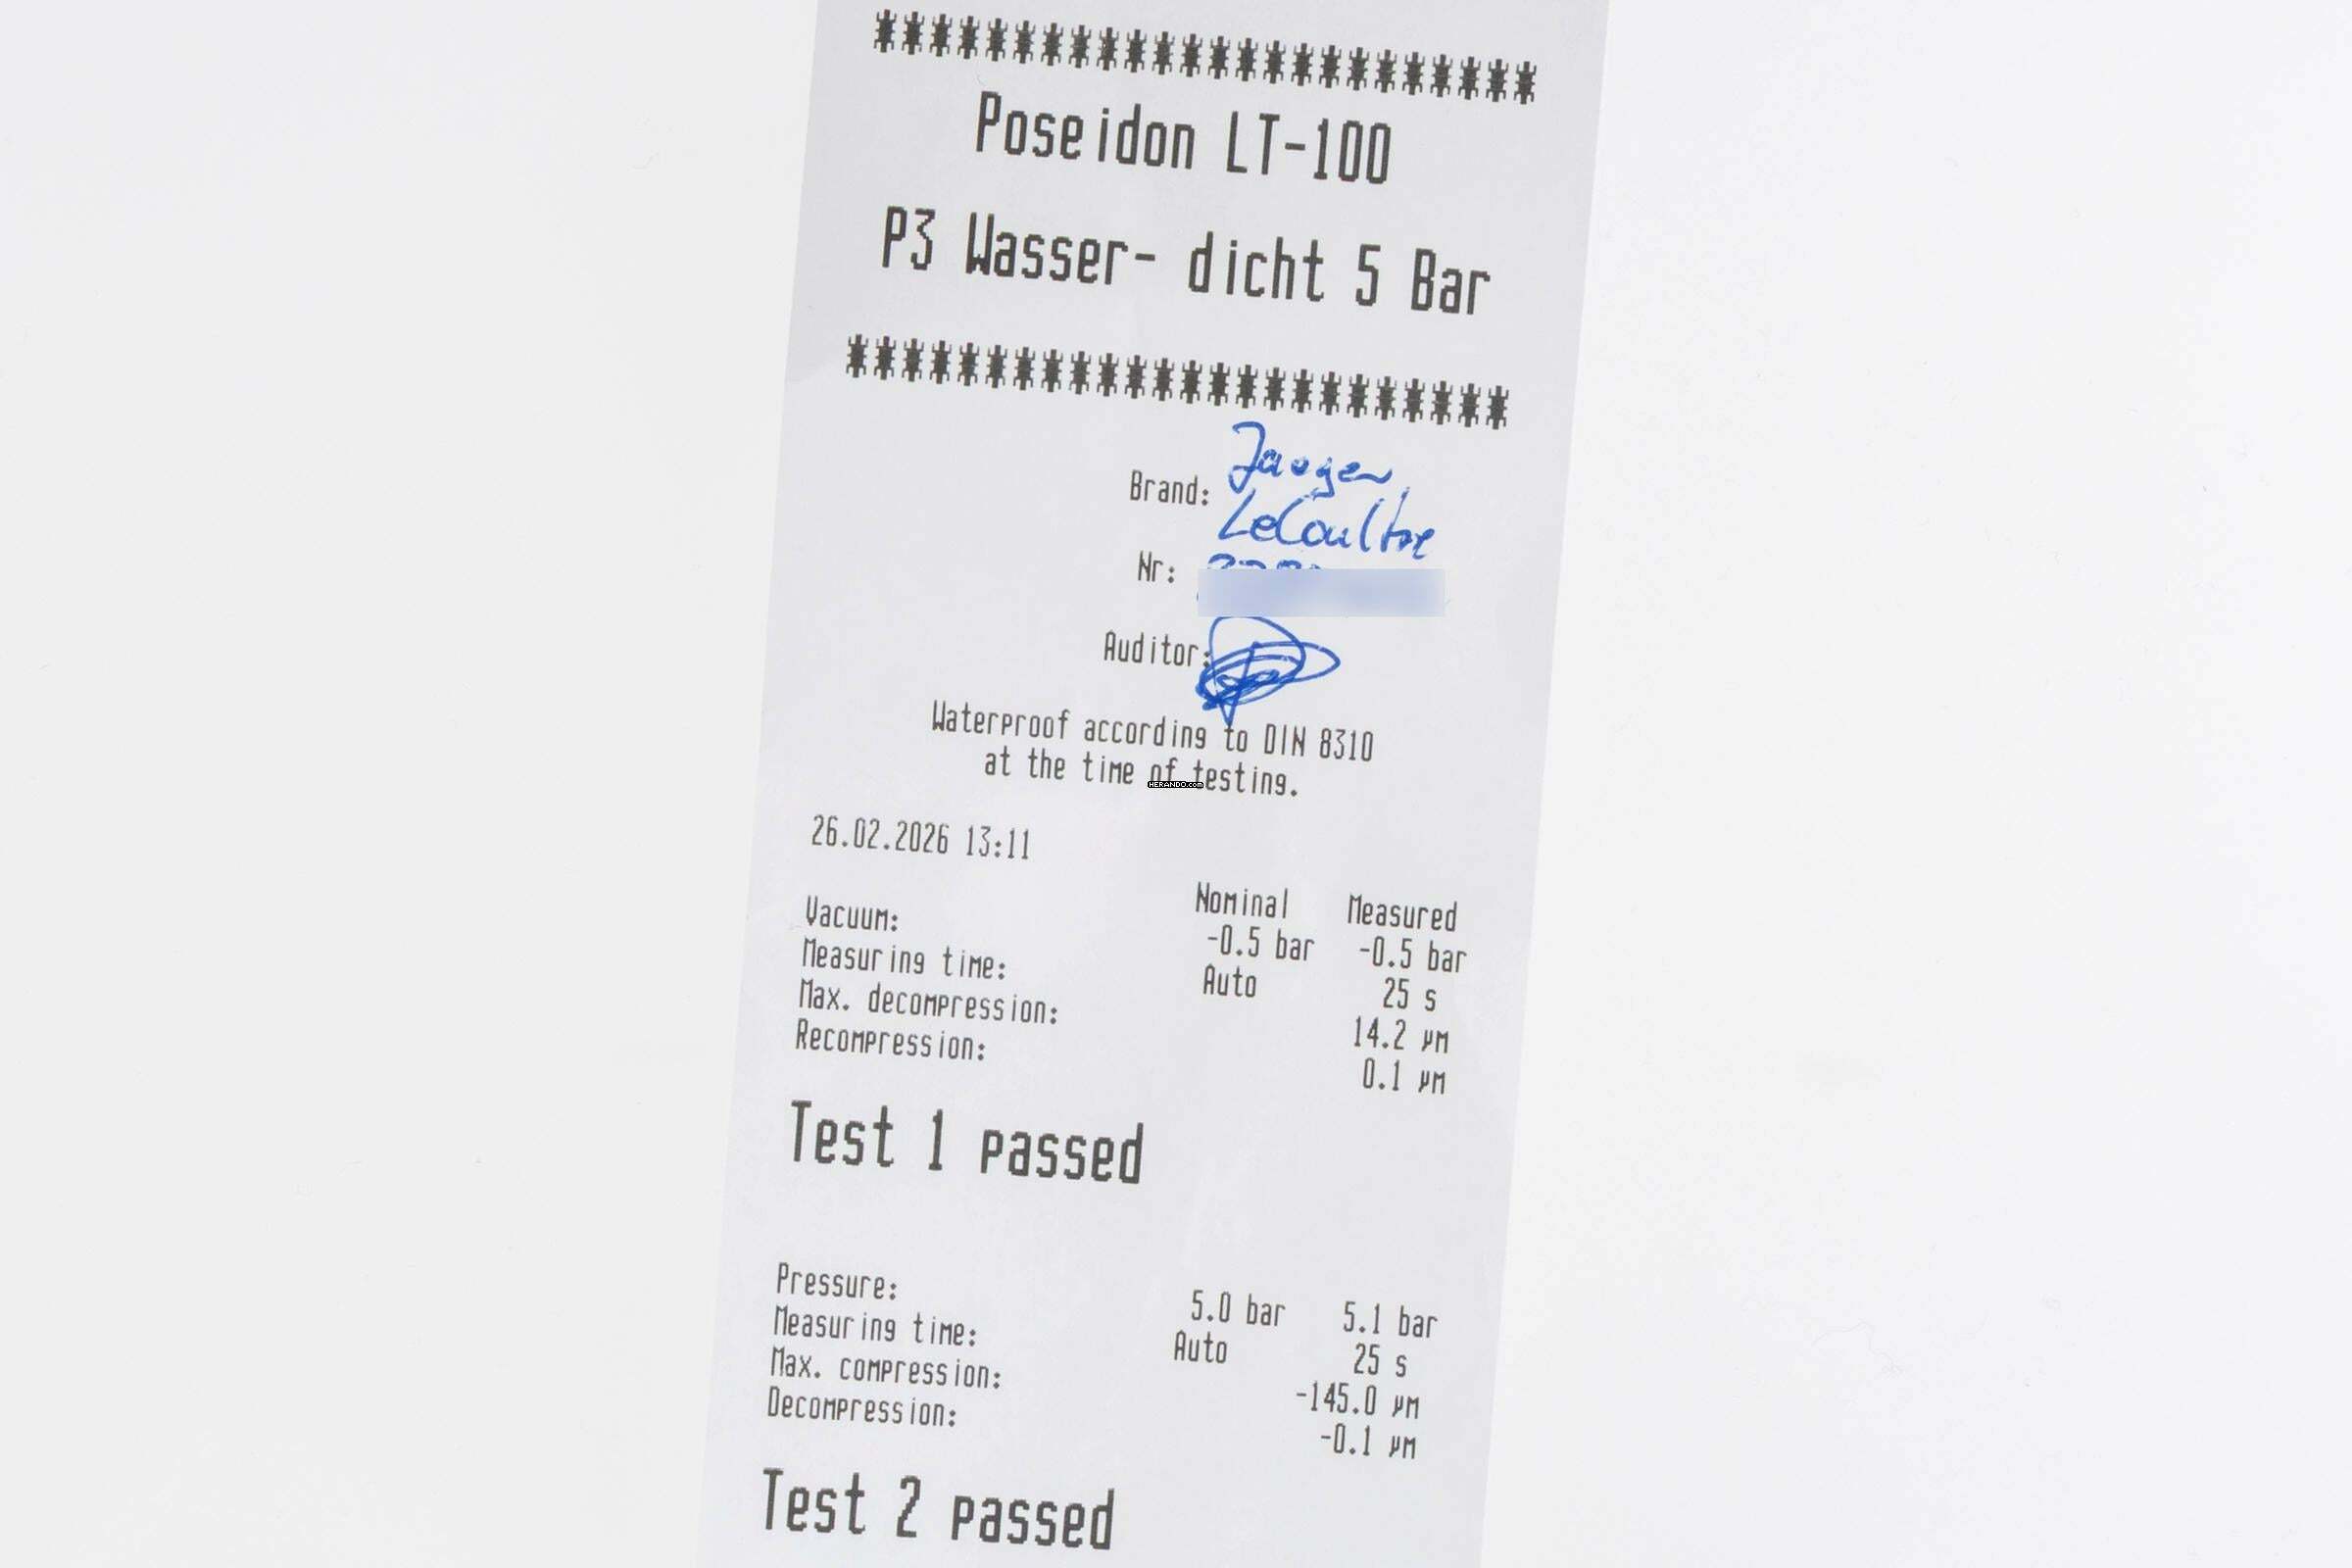 ************************
Poseidon LT-100
P3 Wasser- dicht 5 Bar
************************
Brand: Jaeger
LeCoultre
Nr:
Auditor:
Waterproof according to DIN 8310
at the time of testing.
HERANDO.com
26.02.2026 13:11
Nominal Measured
Vacuum: -0.5 bar -0.5 bar
Measuring time: Auto 25 s
Max. decompression: 14.2 µm
Recompression: 0.1 µm
Test 1 passed
Pressure: 5.0 bar 5.1 bar
Measuring time: Auto 25 s
Max. compression: -145.0 µm
Decompression: -0.1 µm
Test 2 passed